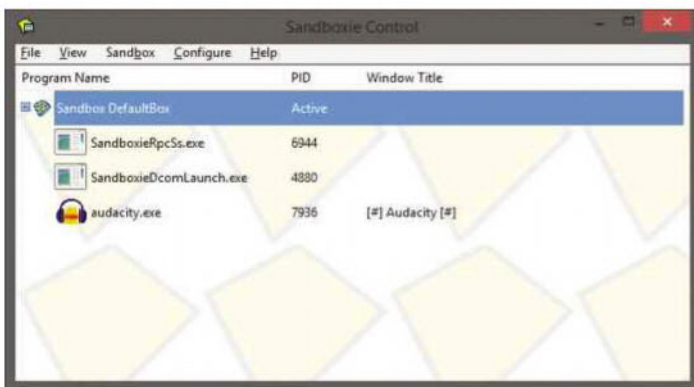 Sandboxie Control
File View Sandbox Configure Help
Program Name PID Window Title
Sandbox DefaultBox Active
SandboxieRpcSs.exe 6944
SandboxieDcomLaunch.exe 4880
audacity.exe 7936 [#] Audacity [#]